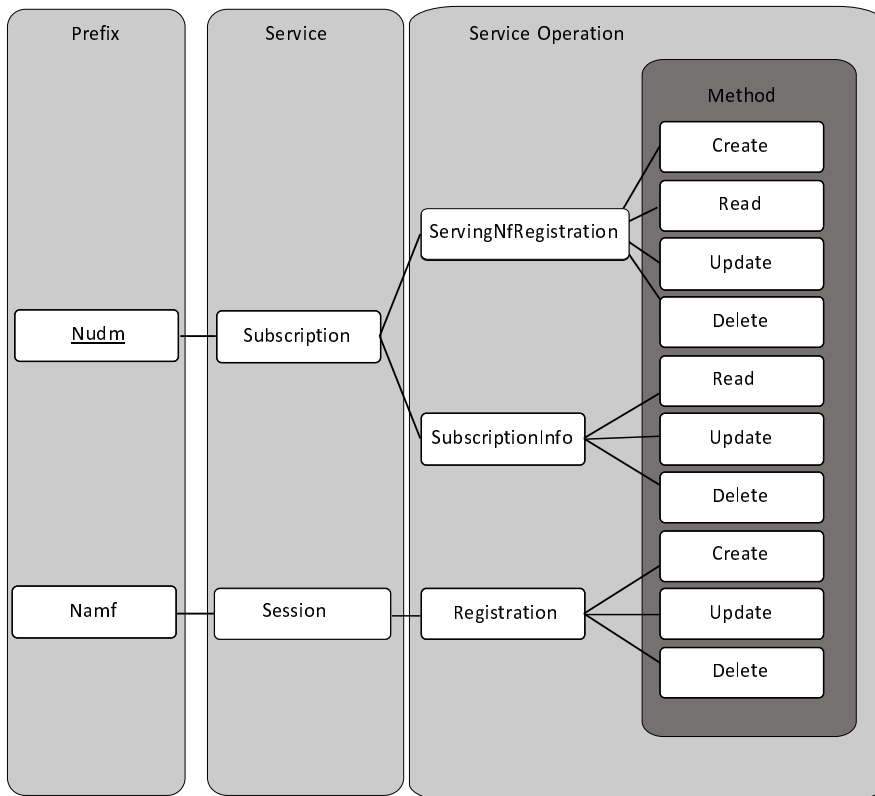 Prefix
Service
Service Operation
Method
Create
Read
ServingNfRegistration
Update
Delete
Nudm
Subscription
Read
SubscriptionInfo
Update
Delete
Create
Namf
Session
Registration
Update
Delete